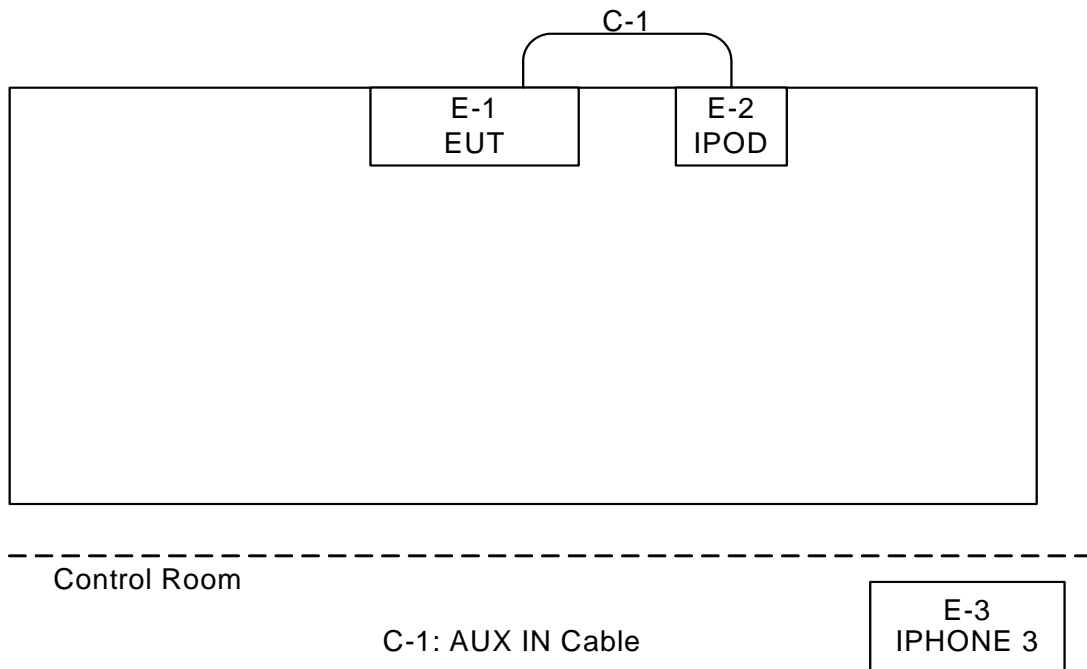 C-1
E-1
EUT
E-2
IPOD
Control Room
C-1: AUX IN Cable
E-3
IPHONE 3